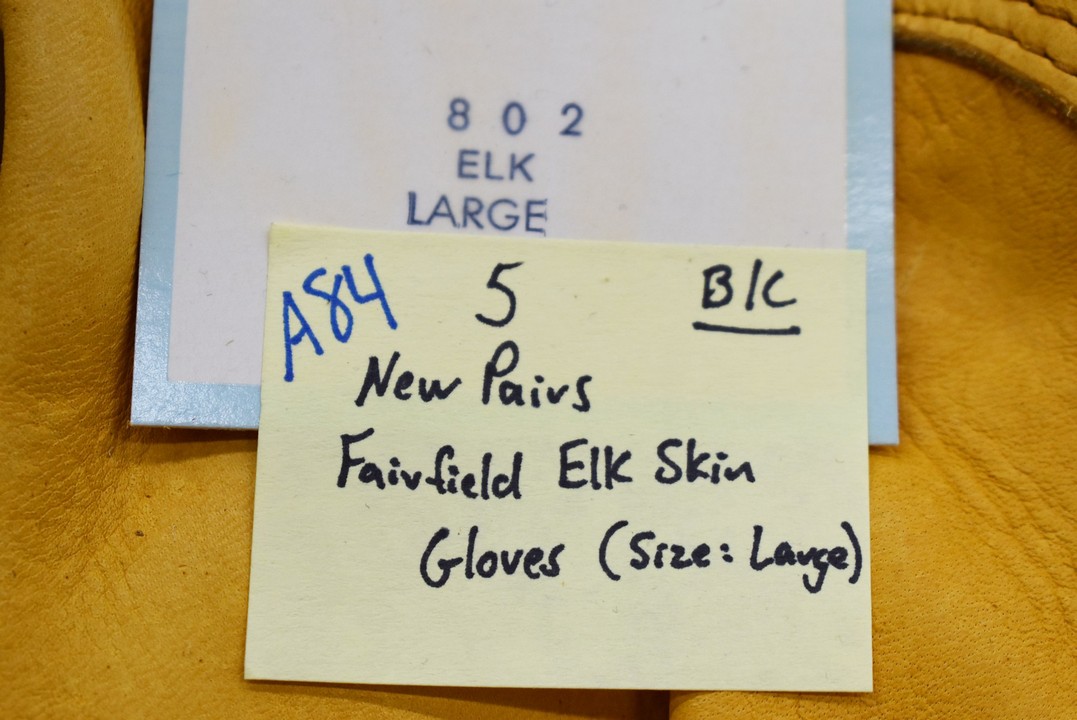 8 0 2
ELK
LARGE
A84 5 B/C
New Pairs
Fairfield Elk Skin
Gloves (Size: Large)